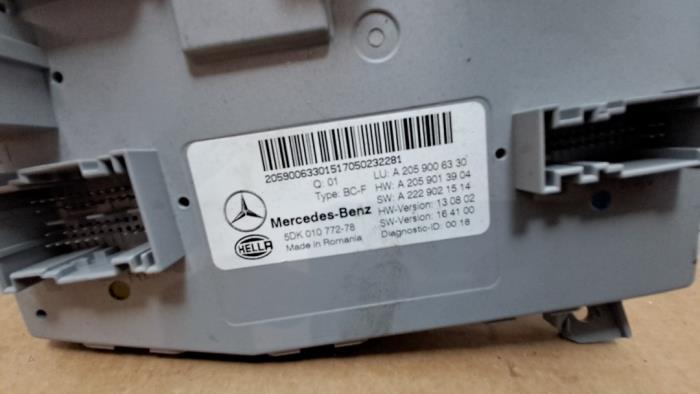 20590063301517050232281
Q: 01
Type: BC-F
LU: A 205 900 63 30
HW: A 205 901 39 04
SW: A 222 902 15 14
HW-Version: 13 08 02
SW-Version: 16 41 00
Diagnostic-ID: 00 18
Mercedes-Benz
HELLA
5DK 010 772-78
Made in Romania